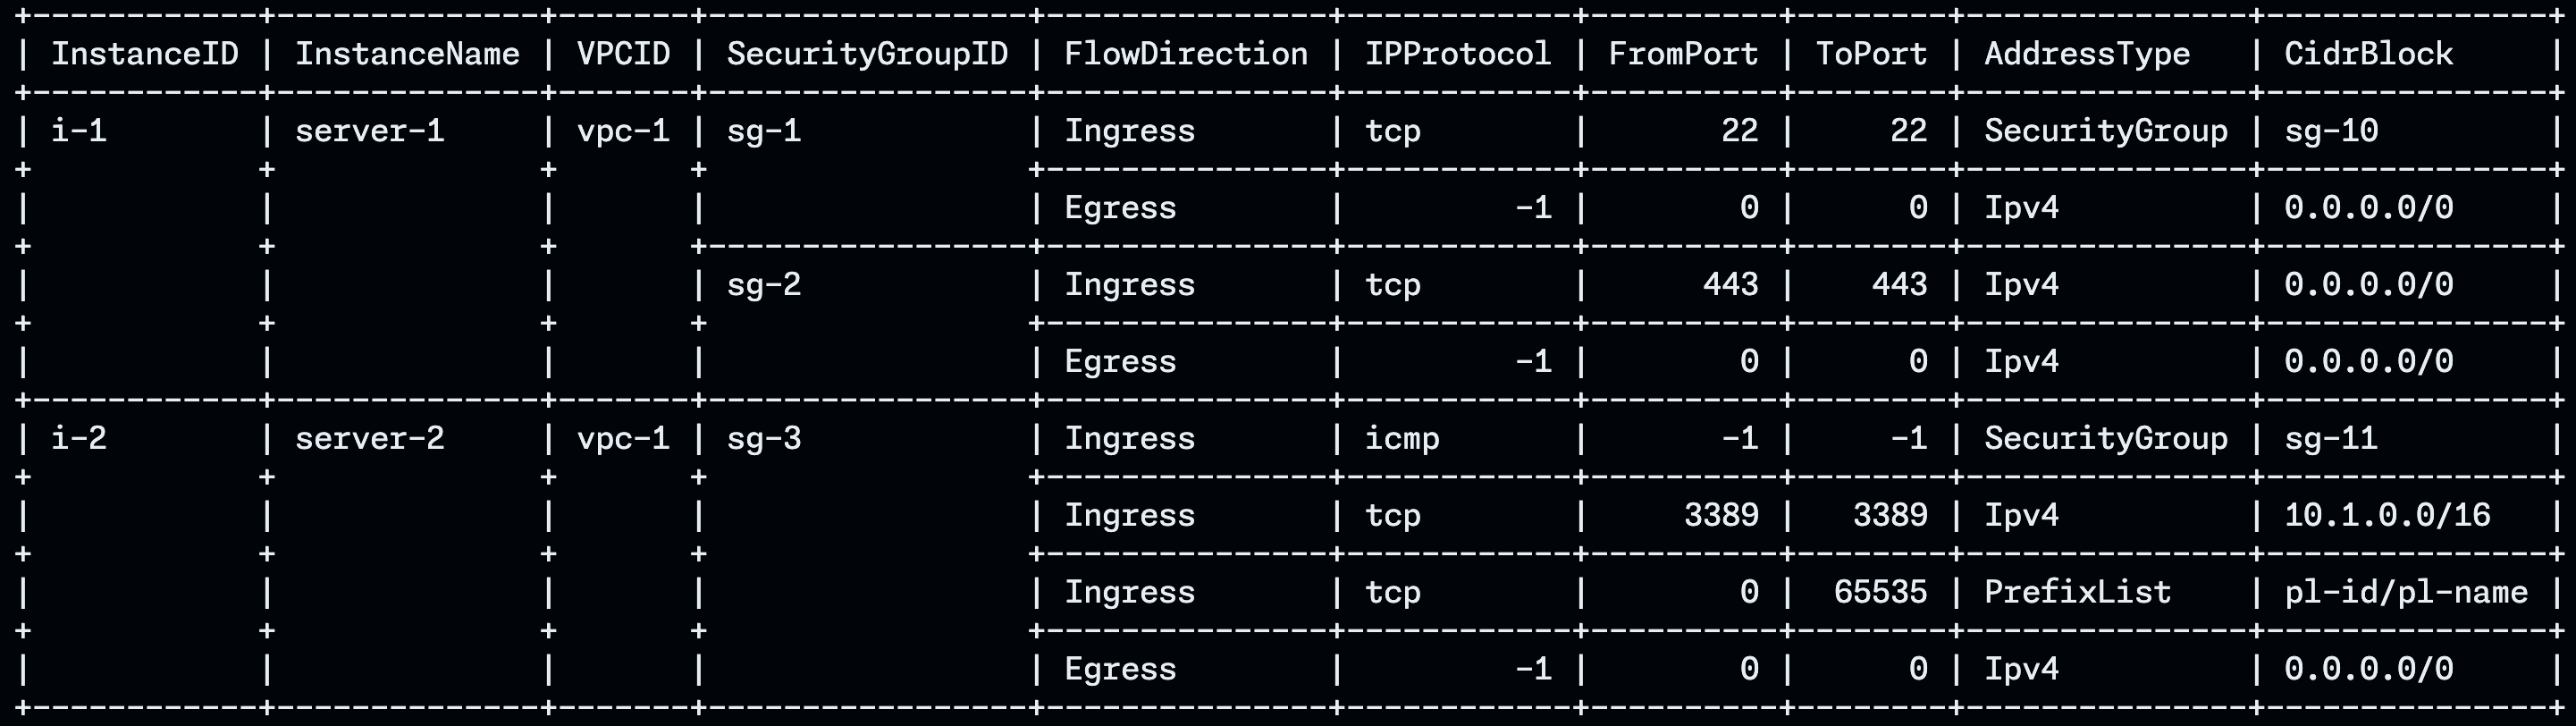 +------------+--------------+-------+-----------------+---------------+------------+----------+--------+---------------+---------------+
| InstanceID | InstanceName | VPCID | SecurityGroupID | FlowDirection | IPProtocol | FromPort | ToPort | AddressType   | CidrBlock     |
+------------+--------------+-------+-----------------+---------------+------------+----------+--------+---------------+---------------+
| i-1        | server-1     | vpc-1 | sg-1            | Ingress       | tcp        |       22 |     22 | SecurityGroup | sg-10         |
+            +              +       +                 +---------------+------------+----------+--------+---------------+---------------+
|            |              |       |                 | Egress        |         -1 |        0 |      0 | Ipv4          | 0.0.0.0/0     |
+            +              +       +-----------------+---------------+------------+----------+--------+---------------+---------------+
|            |              |       | sg-2            | Ingress       | tcp        |      443 |    443 | Ipv4          | 0.0.0.0/0     |
+            +              +       +                 +---------------+------------+----------+--------+---------------+---------------+
|            |              |       |                 | Egress        |         -1 |        0 |      0 | Ipv4          | 0.0.0.0/0     |
+------------+--------------+-------+-----------------+---------------+------------+----------+--------+---------------+---------------+
| i-2        | server-2     | vpc-1 | sg-3            | Ingress       | icmp       |       -1 |     -1 | SecurityGroup | sg-11         |
+            +              +       +                 +---------------+------------+----------+--------+---------------+---------------+
|            |              |       |                 | Ingress       | tcp        |     3389 |   3389 | Ipv4          | 10.1.0.0/16   |
+            +              +       +                 +---------------+------------+----------+--------+---------------+---------------+
|            |              |       |                 | Ingress       | tcp        |        0 |  65535 | PrefixList    | pl-id/pl-name |
+            +              +       +                 +---------------+------------+----------+--------+---------------+---------------+
|            |              |       |                 | Egress        |         -1 |        0 |      0 | Ipv4          | 0.0.0.0/0     |
+------------+--------------+-------+-----------------+---------------+------------+----------+--------+---------------+---------------+